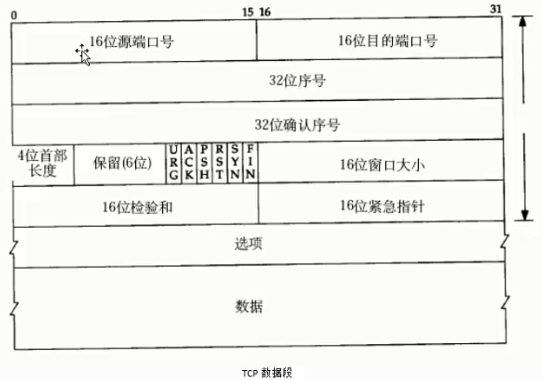 0 15 16 31
16位源端口号 16位目的端口号
32位序号
32位确认序号
4位首部
长度
保留(6位)
URG
ACK
PSH
RST
SYN
FIN
16位窗口大小
16位检验和 16位紧急指针
选项
数据
TCP 数据段